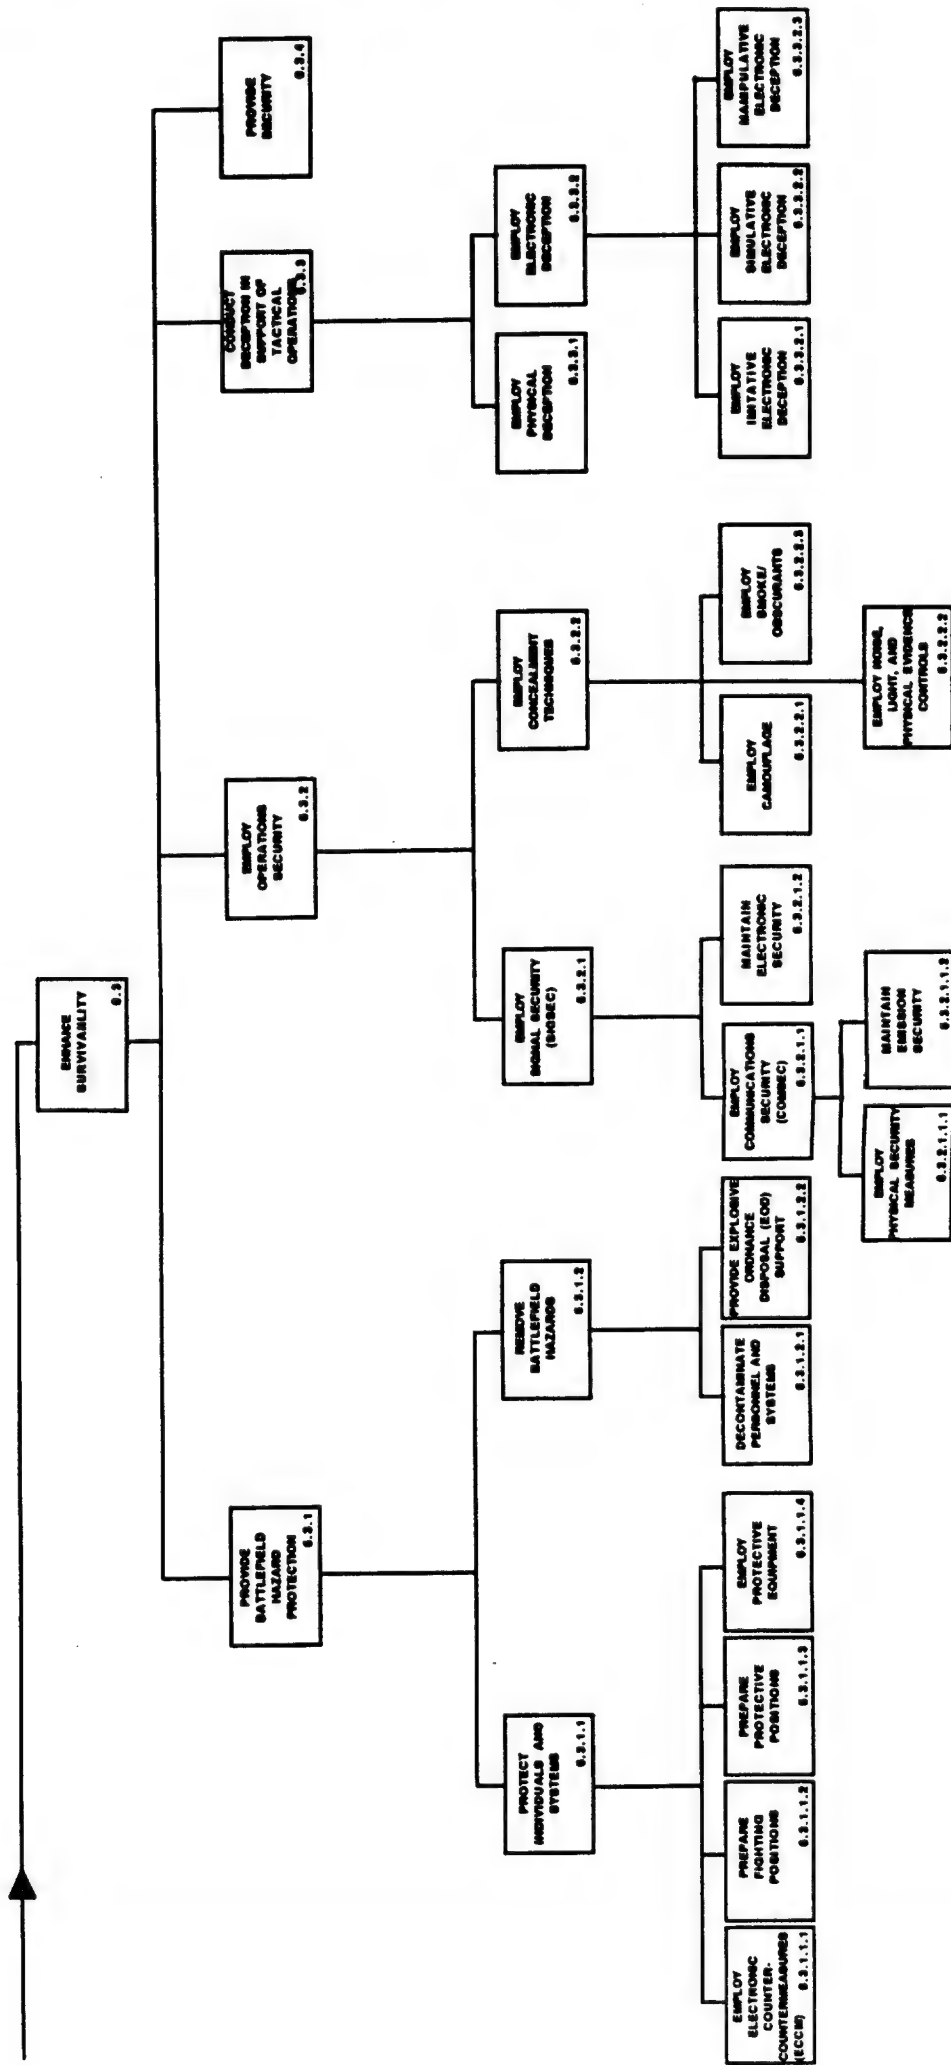 ENHANCE
SURVIVANLITY
6.3
PROVIDE
BATTLEFIELD
HAZARD
PROTECTION
6.3.1
EMPLOY
OPERATIONS
SECURITY
6.3.2
CONDUCT
DECEPTION IN
SUPPORT OF
TACTICAL
OPERATIONS
6.3.3
PROVIDE
SECURITY
6.3.4
PROTECT
INDIVIDUALS AND
SYSTEMS
6.3.1.1
REMOVE
BATTLEFIELD
HAZARDS
6.3.1.2
EMPLOY
SIGNAL SECURITY
(SIGSEC)
6.3.2.1
EMPLOY
CONCEALMENT
TECHNIQUES
6.3.2.2
EMPLOY
PHYSICAL
DECEPTION
6.3.3.1
EMPLOY
ELECTRONIC
DECEPTION
6.3.3.2
EMPLOY
ELECTRONIC
COUNTER-
COUNTERMEASURES
(ECCM) 6.3.1.1.1
PREPARE
FIGHTING
POSITIONS
6.3.1.1.2
PREPARE
PROTECTIVE
POSITIONS
6.3.1.1.3
EMPLOY
PROTECTIVE
EQUIPMENT
6.3.1.1.4
DECONTAMINATE
PERSONNEL AND
SYSTEMS
6.3.1.2.1
PROVIDE EXPLOSIVE
ORDNANCE
DISPOSAL (EOD)
SUPPORT
6.3.1.2.2
EMPLOY
COMMUNICATIONS
SECURITY
(COMSEC)
6.3.2.1.1
MAINTAIN
ELECTRONIC
SECURITY
6.3.2.1.2
EMPLOY
CAMOUFLAGE
6.3.2.2.1
EMPLOY
SMOKE/
OBSCURANTS
6.3.2.2.3
EMPLOY
IMITATIVE
ELECTRONIC
DECEPTION
6.3.3.2.1
EMPLOY
SIMULATIVE
ELECTRONIC
DECEPTION
6.3.3.2.2
EMPLOY
MANIPULATIVE
ELECTRONIC
DECEPTION
6.3.3.2.3
EMPLOY
PHYSICAL SECURITY
MEASURES
6.3.2.1.1.1
MAINTAIN
EMISSION
SECURITY
6.3.2.1.1.2
EMPLOY NOISE,
LIGHT, AND
PHYSICAL EVIDENCE
CONTROLS
6.3.2.2.2